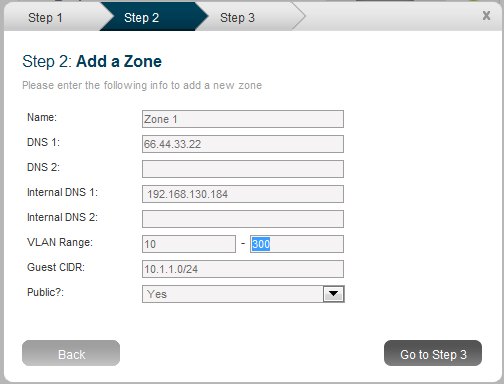 Step 1 Step 2 Step 3 x
Step 2: Add a Zone
Please enter the following info to add a new zone
Name: Zone 1
DNS 1: 66.44.33.22
DNS 2:
Internal DNS 1: 192.168.130.184
Internal DNS 2:
VLAN Range: 10 - 300
Guest CIDR: 10.1.1.0/24
Public?: Yes
Back Go to Step 3